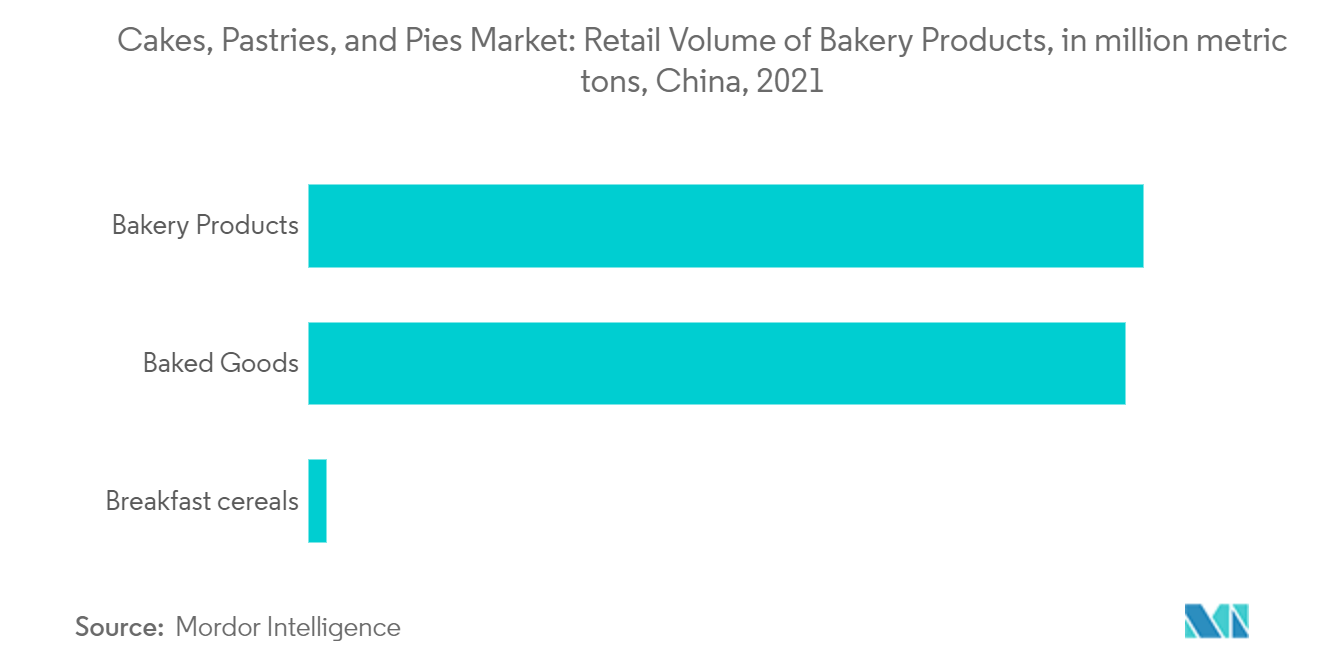 Cakes, Pastries, and Pies Market: Retail Volume of Bakery Products, in million metric
tons, China, 2021
Bakery Products
Baked Goods
Breakfast cereals
Source: Mordor Intelligence